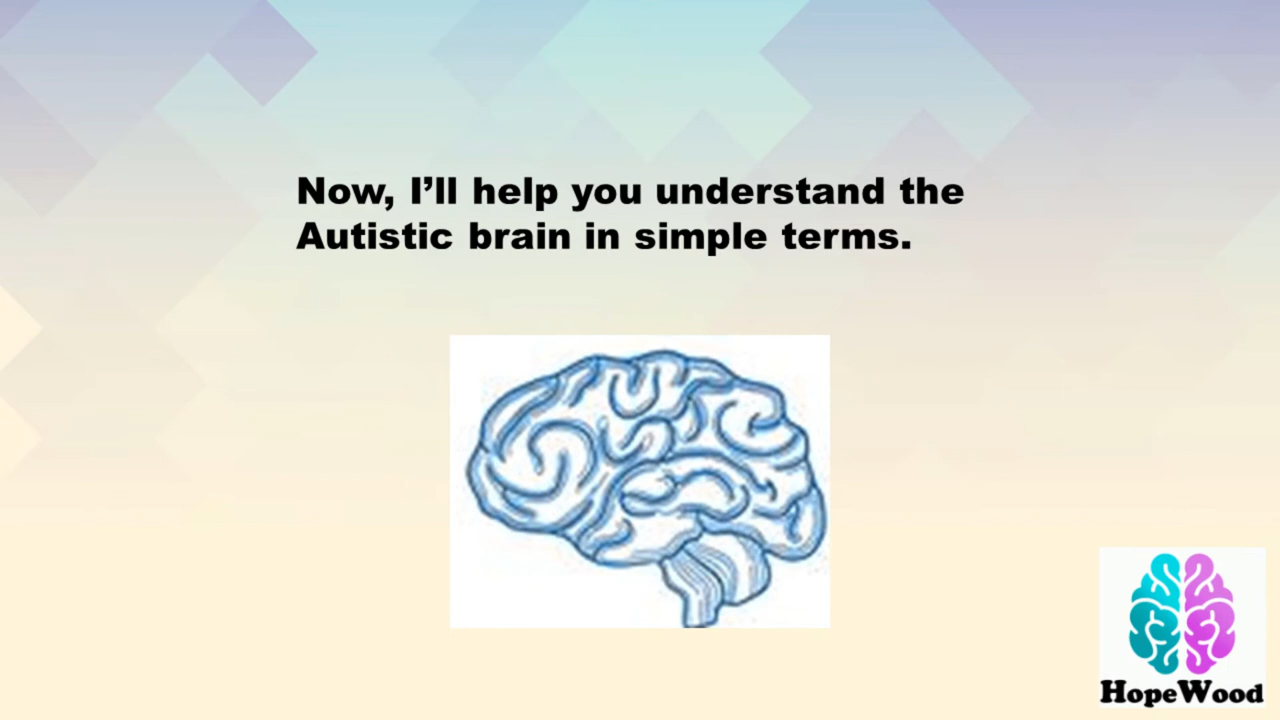 Now, I’ll help you understand the
Autistic brain in simple terms.
HopeWood